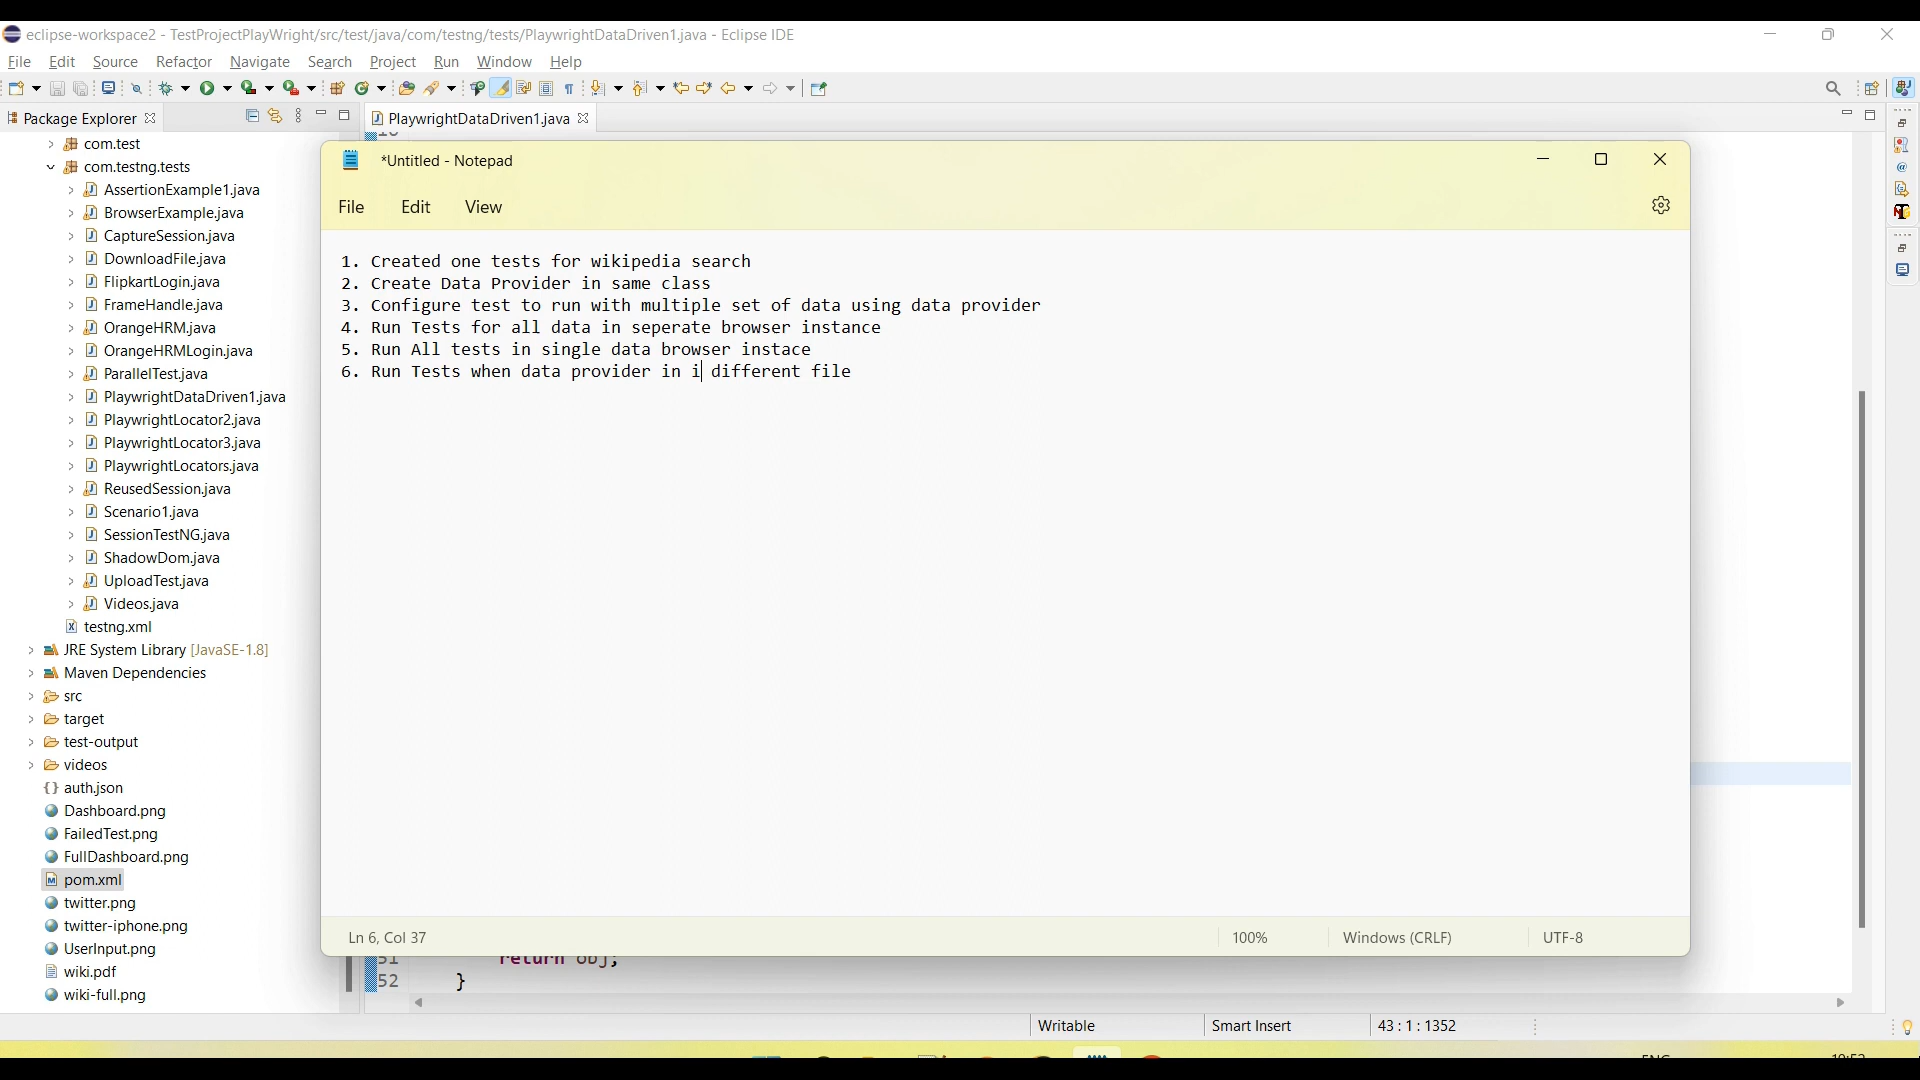 eclipse-workspace2 - TestProjectPlayWright/src/test/java/com/testng/tests/PlaywrightDataDriven1.java - Eclipse IDE
File Edit Source Refactor Navigate Search Project Run Window Help
Package Explorer
PlaywrightDataDriven1.java
com.test
com.testng.tests
AssertionExample1.java
BrowserExample.java
CaptureSession.java
DownloadFile.java
FlipkartLogin.java
FrameHandle.java
OrangeHRM.java
OrangeHRMLogin.java
ParallelTest.java
PlaywrightDataDriven1.java
PlaywrightLocator2.java
PlaywrightLocator3.java
PlaywrightLocators.java
ReusedSession.java
Scenario1.java
SessionTestNG.java
ShadowDom.java
UploadTest.java
Videos.java
testng.xml
JRE System Library [JavaSE-1.8]
Maven Dependencies
src
target
test-output
videos
auth.json
Dashboard.png
FailedTest.png
FullDashboard.png
pom.xml
twitter.png
twitter-iphone.png
UserInput.png
wiki.pdf
wiki-full.png
*Untitled - Notepad
File Edit View
1. Created one tests for wikipedia search
2. Create Data Provider in same class
3. Configure test to run with multiple set of data using data provider
4. Run Tests for all data in seperate browser instance
5. Run All tests in single data browser instace
6. Run Tests when data provider in i different file
Ln 6, Col 37
100%
Windows (CRLF)
UTF-8
51 return obj;
52 }
Writable
Smart Insert
43 : 1 : 1352